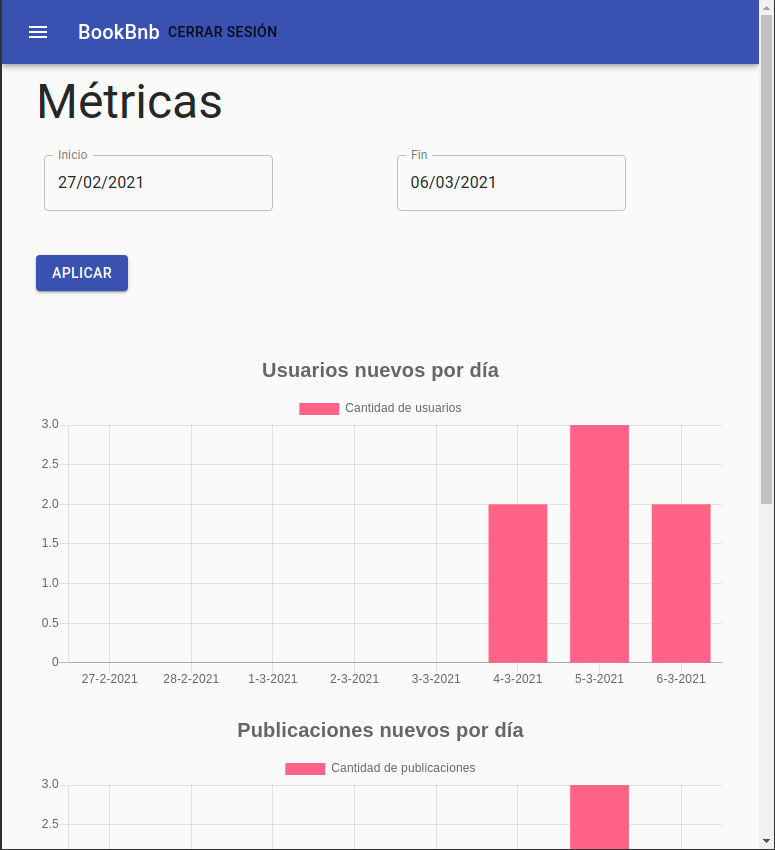 BookBnb CERRAR SESIÓN
Métricas
Inicio
Fin
27/02/2021
06/03/2021
APLICAR
Usuarios nuevos por día
Cantidad de usuarios
3.0
2.5
2.0
1.5
1.0
0.5
0
27-2-2021 28-2-2021 1-3-2021 2-3-2021 3-3-2021 4-3-2021 5-3-2021 6-3-2021
Publicaciones nuevos por día
Cantidad de publicaciones
3.0
2.5